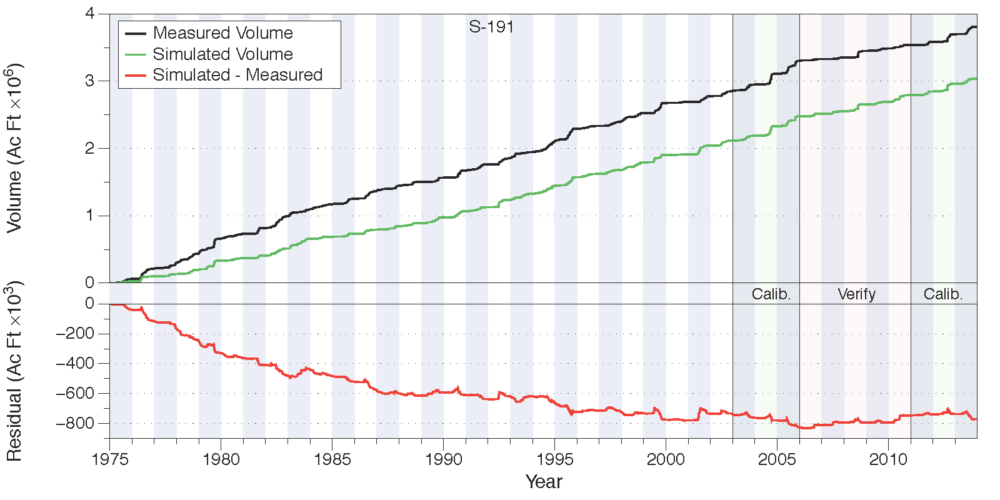 S-191
Measured Volume
Simulated Volume
Simulated - Measured
Volume (Ac Ft ×10⁶)
4
3
2
1
0
Calib.
Verify
Calib.
Residual (Ac Ft ×10³)
0
−200
−400
−600
−800
1975 1980 1985 1990 1995 2000 2005 2010
Year